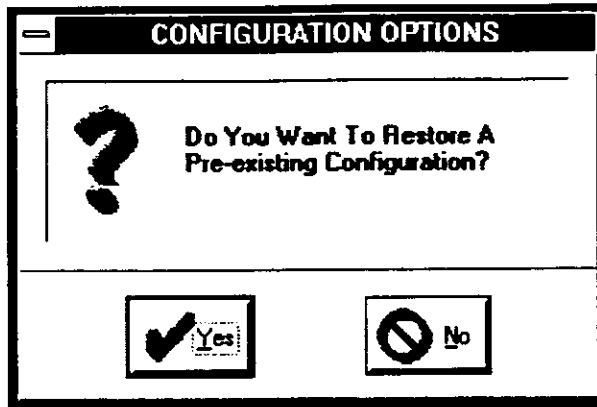 CONFIGURATION OPTIONS
Do You Want To Restore A
Pre-existing Configuration?
Yes
No